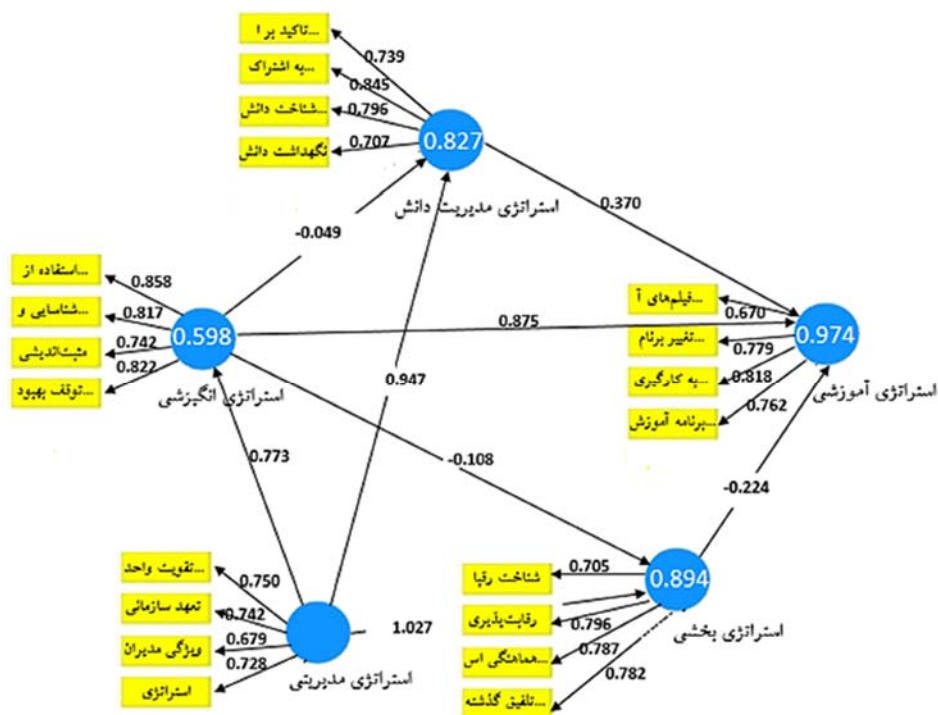 تاکید بر ا...
0.739
به اشتراک...
0.845
شناخت دانش...
0.796
نگهداشت دانش
0.707
0.827
استراتژی مدیریت دانش
-0.049
0.370
استفاده از...
0.858
شناسایی و...
0.817
مثبت‌اندیشی
0.742
توقف بهبود...
0.822
0.598
استراتژی انگیزشی
0.875
فیلم‌های آ...
0.670
تغییر برنام...
0.779
به کارگیری...
0.818
برنامه آموزش...
0.762
0.974
استراتژی آموزشی
0.947
0.773
-0.108
-0.224
تقویت واحد...
0.750
تعهد سازمانی
0.742
ویژگی مدیران
0.679
استراتژی
0.728
استراتژی مدیریتی
1.027
شناخت رقبا
0.705
رقابت‌پذیری
0.796
هماهنگی اس...
0.787
تلفیق گذشته...
0.782
0.894
استراتژی بخشی